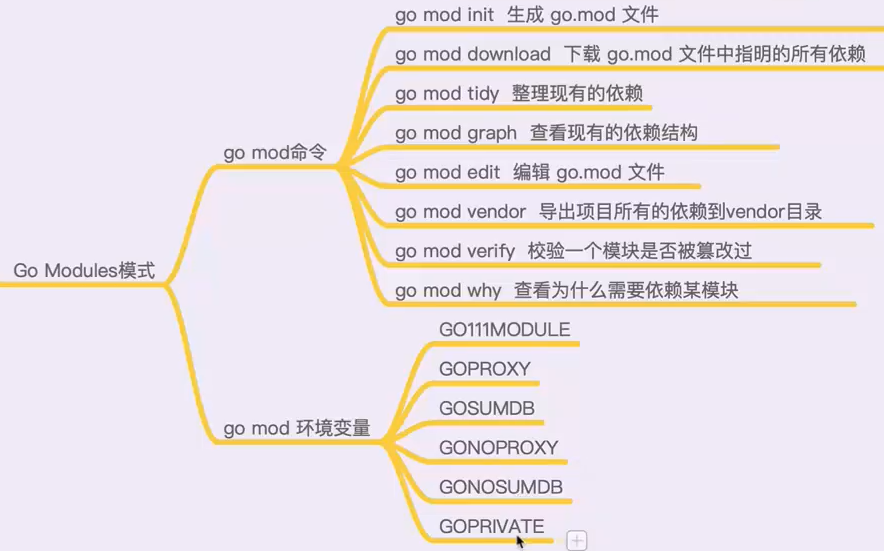 go mod init 生成 go.mod 文件
go mod download 下载 go.mod 文件中指明的所有依赖
go mod tidy 整理现有的依赖
go mod graph 查看现有的依赖结构
go mod命令
go mod edit 编辑 go.mod 文件
go mod vendor 导出项目所有的依赖到vendor目录
go mod verify 校验一个模块是否被篡改过
Go Modules模式
go mod why 查看为什么需要依赖某模块
GO111MODULE
GOPROXY
GOSUMDB
go mod 环境变量
GONOPROXY
GONOSUMDB
GOPRIVATE